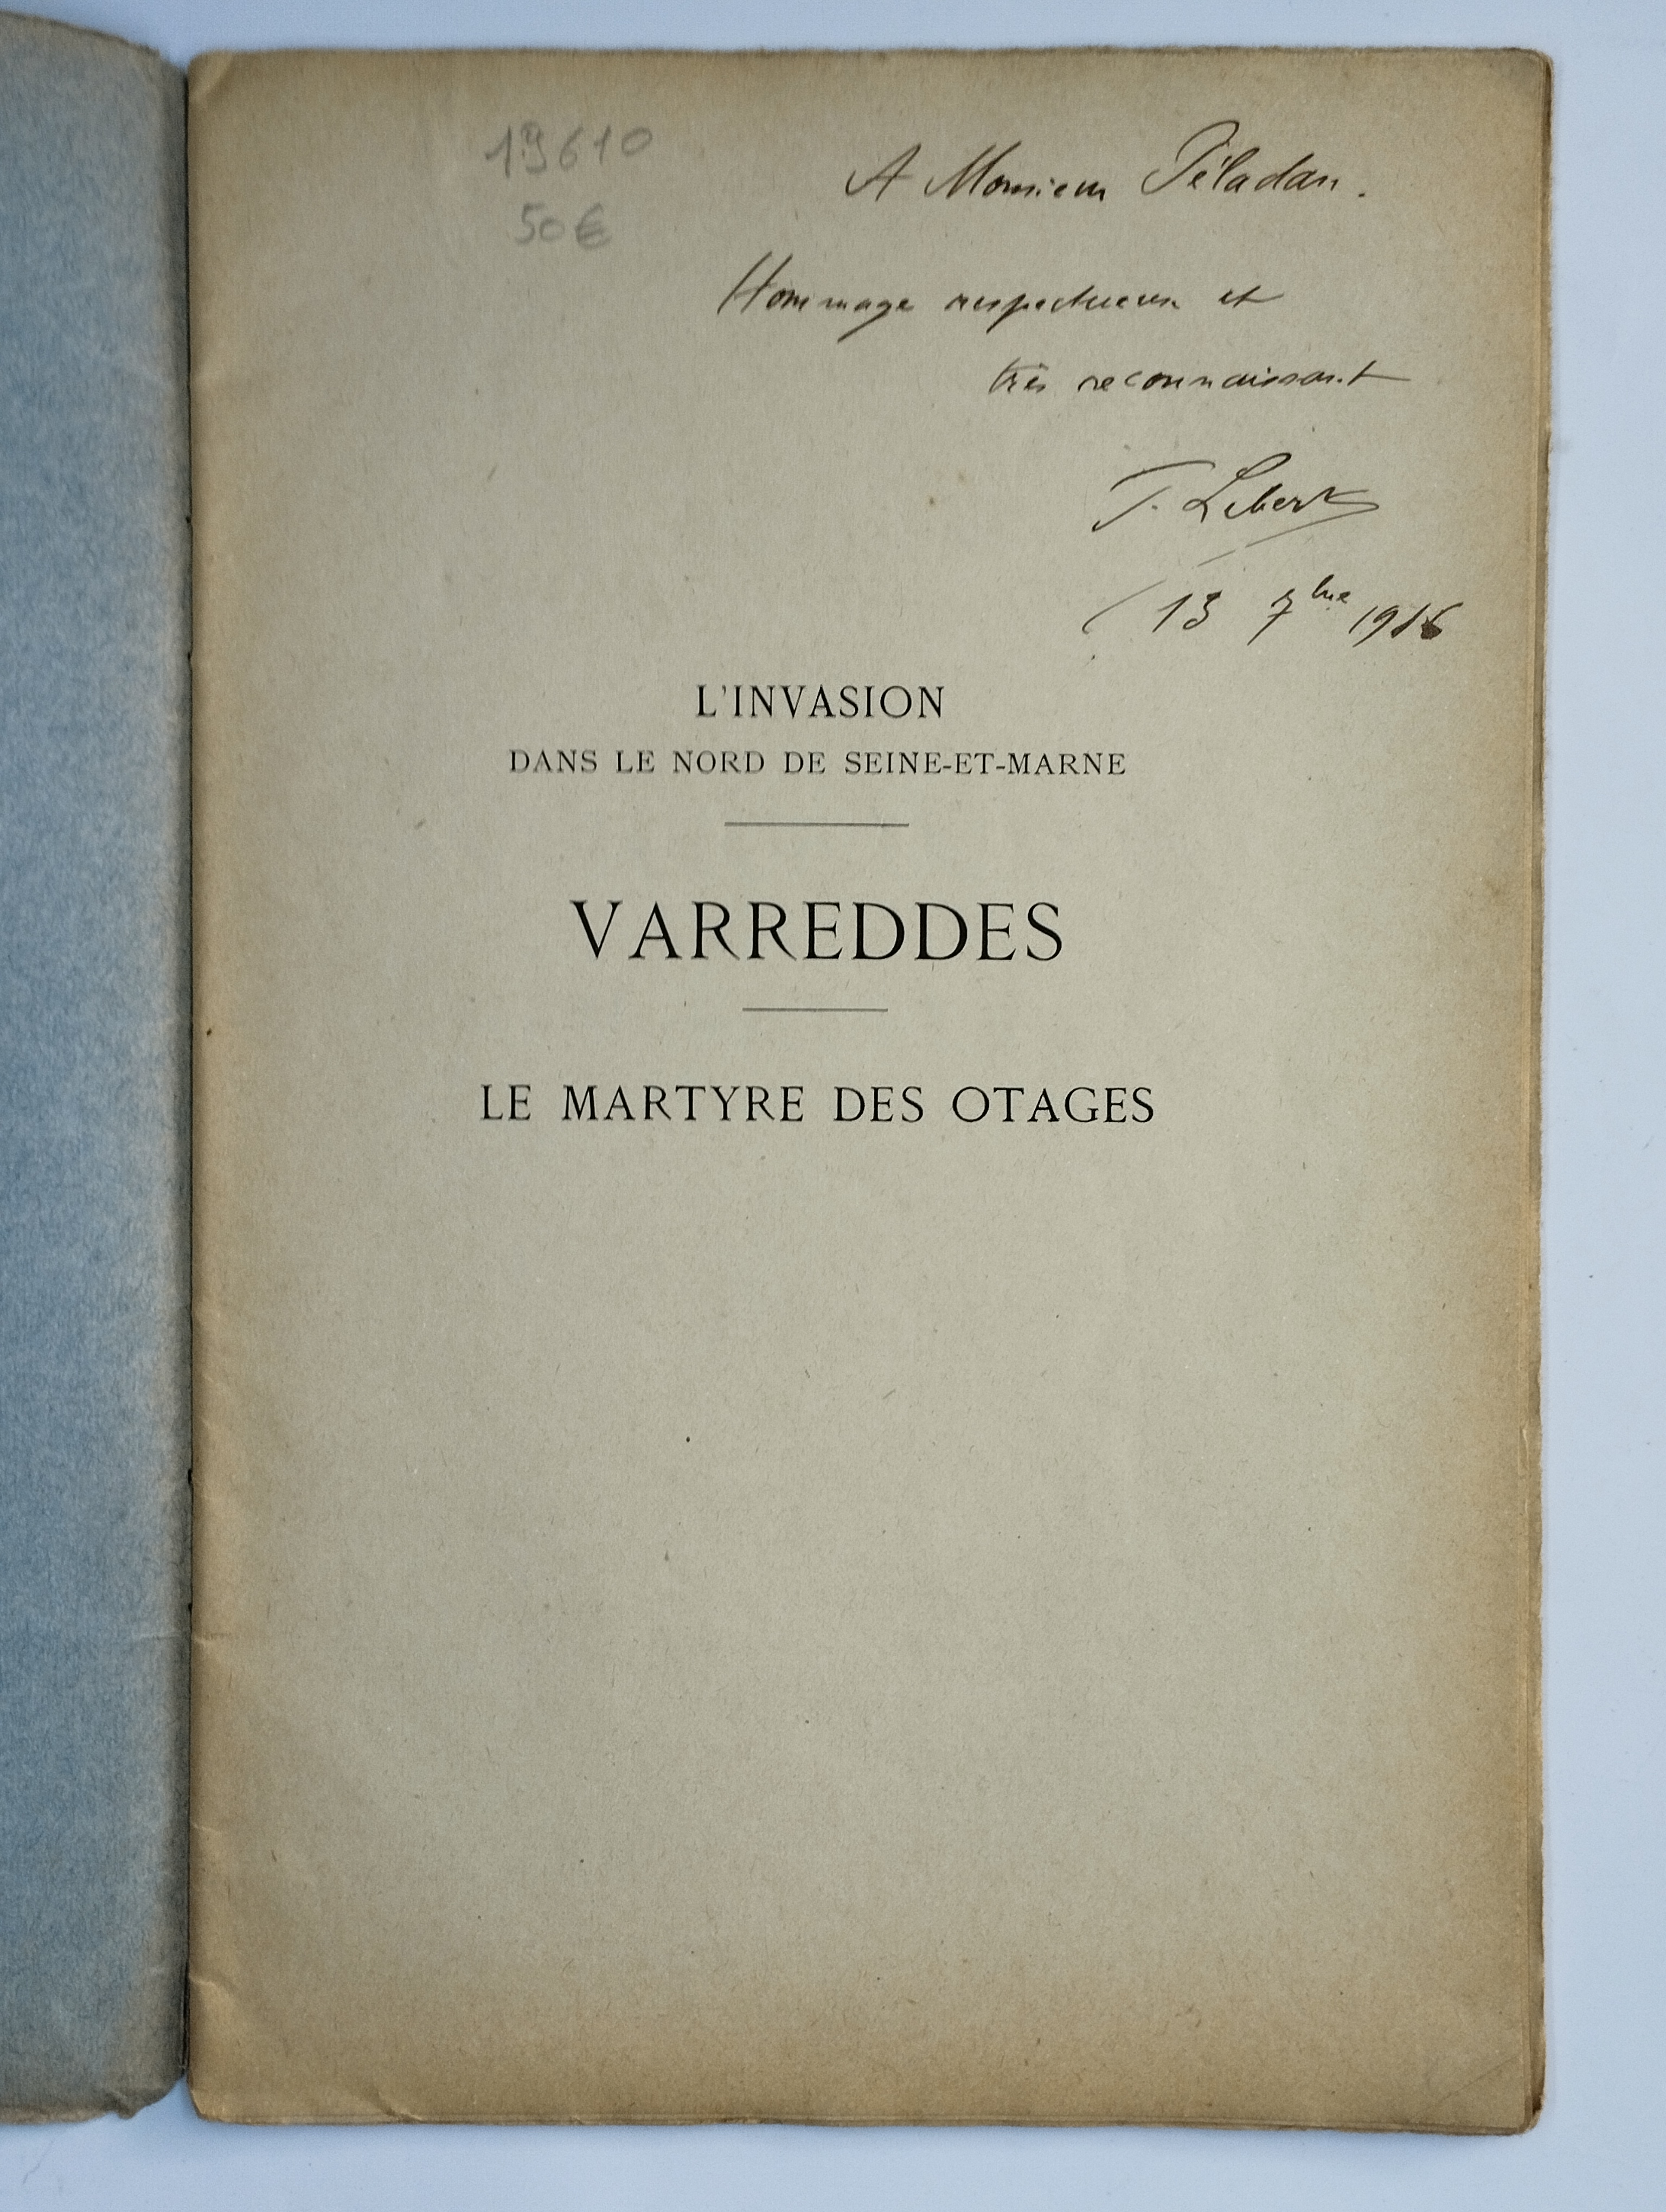 19610
50€
A Monsieur Péladan.
Hommage respectueux et
très reconnaissant
F. Lebert
13 7bre 1916
L'INVASION
DANS LE NORD DE SEINE-ET-MARNE
VARREDDES
LE MARTYRE DES OTAGES